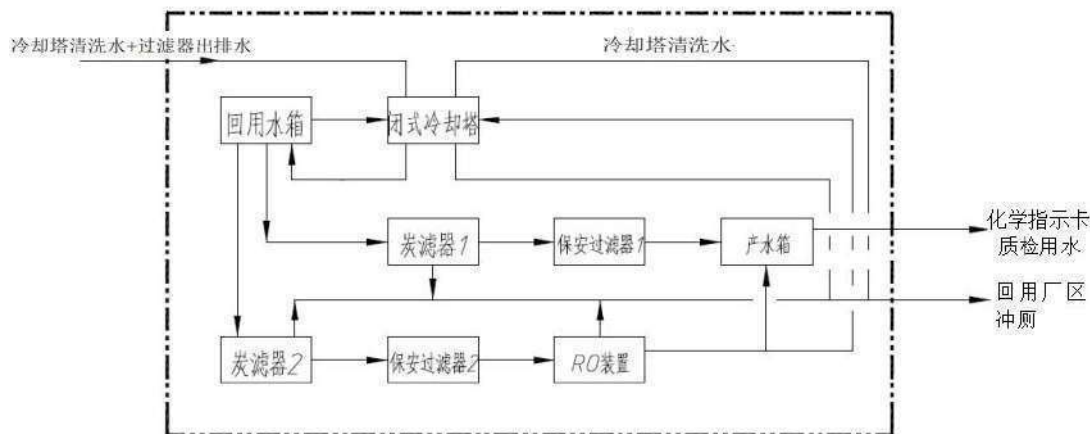 冷却塔清洗水+过滤器出排水
冷却塔清洗水
回用水箱
闭式冷却塔
炭滤器1
保安过滤器1
产水箱
化学指示卡
质检用水
回用厂区
冲厕
炭滤器2
保安过滤器2
RO装置